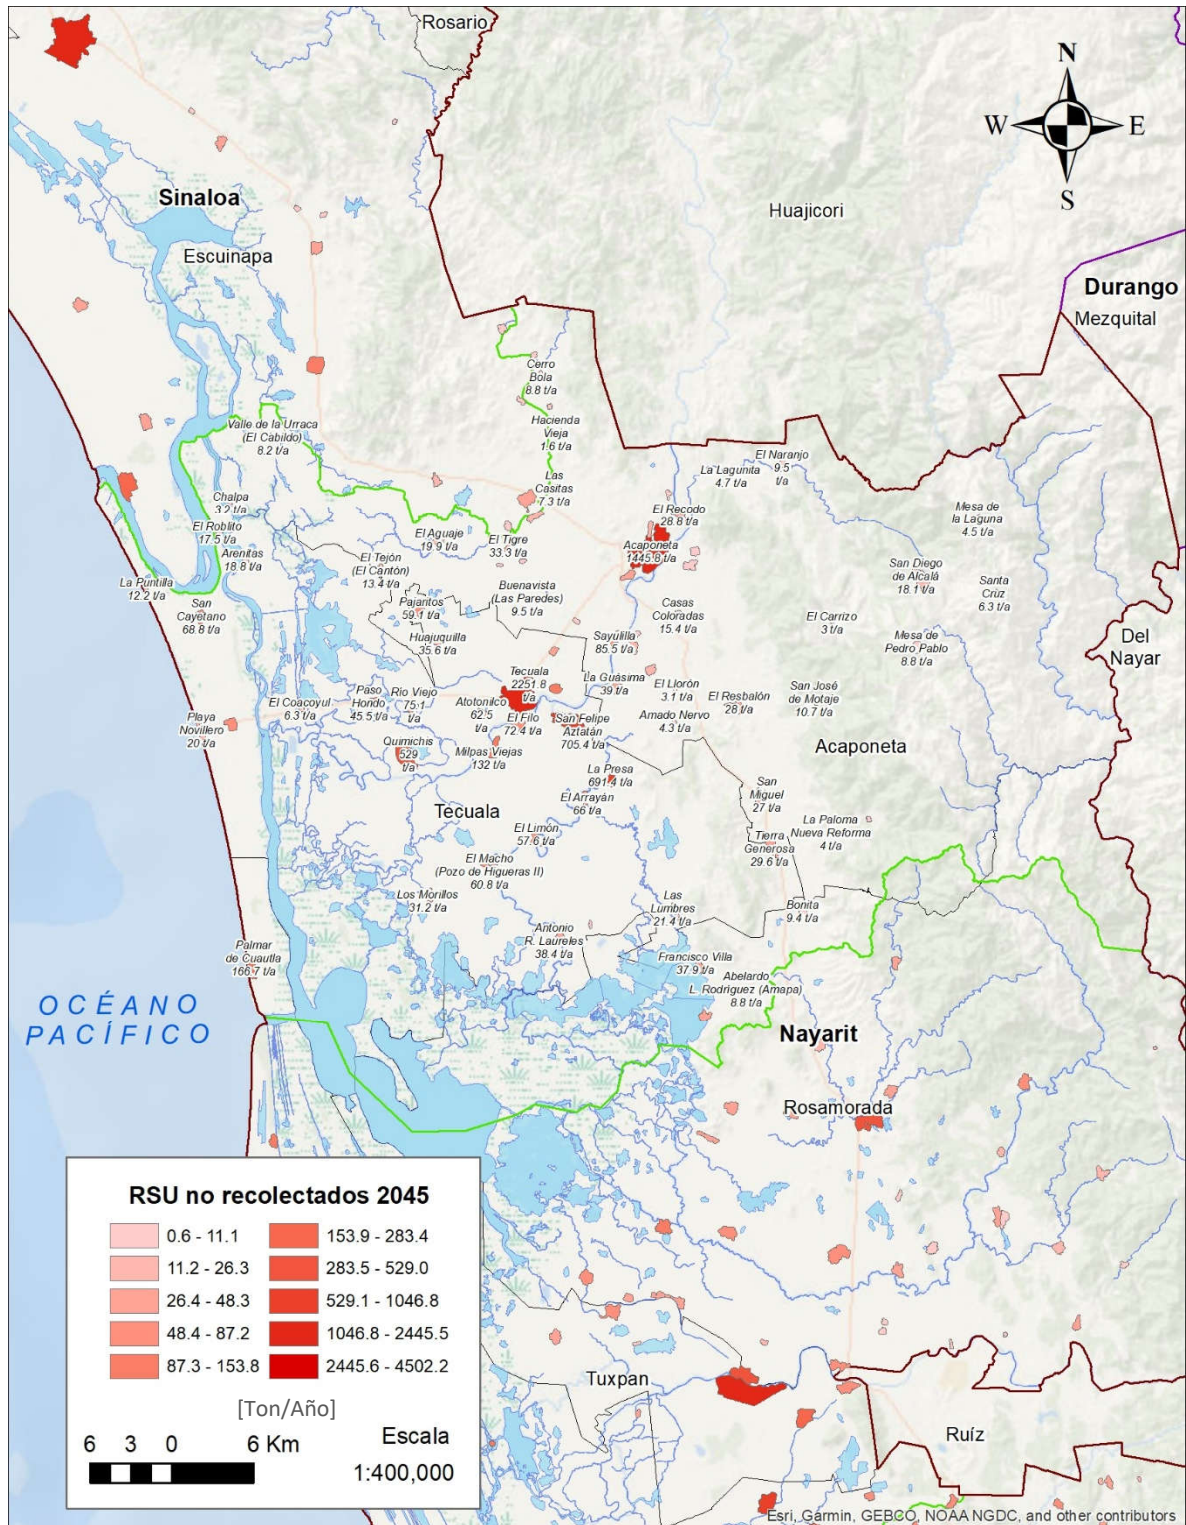 Rosario
N
W
E
S
Sinaloa
Huajicori
Escuinapa
Durango
Mezquital
Cerro
Bola
8.8 t/a
Valle de la Urraca
(El Cabildo)
8.2 t/a
Hacienda
Vieja
1.6 t/a
El Naranjo
9.5
t/a
La Lagunita
4.7 t/a
Las
Casitas
7.3 t/a
Chalpa
3.2 t/a
El Recodo
28.8 t/a
Mesa de
la Laguna
4.5 t/a
El Roblito
17.5 t/a
El Aguaje
19.9 t/a
El Tigre
33.3 t/a
Acaponeta
1445.8 t/a
Arenitas
18.8 t/a
El Tejón
(El Cantón)
13.4 t/a
San Diego
de Alcalá
18.1 t/a
La Puntilla
12.2 t/a
Buenavista
(Las Paredes)
9.5 t/a
Santa
Cruz
6.3 t/a
San
Cayetano
68.8 t/a
Pajaritos
59.1 t/a
Casas
Coloradas
15.4 t/a
El Carrizo
3 t/a
Huajuquilla
35.6 t/a
Sayulilla
85.5 t/a
Mesa de
Pedro Pablo
8.8 t/a
Del
Nayar
Tecuala
2251.8
t/a
La Guásima
39 t/a
El Llorón
3.1 t/a
San José
de Motaje
10.7 t/a
El Coacoyul
6.3 t/a
Paso
Hondo
45.5 t/a
Rio Viejo
75.1
t/a
Atotonilco
62.5
t/a
El Resbalón
28 t/a
Playa
Novillero
20 t/a
El Filo
72.4 t/a
San Felipe
Aztatán
705.4 t/a
Amado Nervo
4.3 t/a
Quimichis
529
t/a
Milpas Viejas
132 t/a
Acaponeta
La Presa
691.4 t/a
San
Miguel
27 t/a
El Arrayán
66 t/a
Tecuala
La Paloma
Nueva Reforma
4 t/a
El Limón
57.6 t/a
Tierra
Generosa
29.6 t/a
El Macho
(Pozo de Higueras II)
60.8 t/a
Los Morillos
31.2 t/a
Las
Lumbres
21.4 t/a
Bonita
9.4 t/a
Antonio
R. Laureles
38.4 t/a
Palmar
de Cuautla
166.7 t/a
Francisco Villa
37.9 t/a
Abelardo
L. Rodríguez (Amapa)
8.8 t/a
OCÉANO
PACÍFICO
Nayarit
Rosamorada
RSU no recolectados 2045
0.6 - 11.1
153.9 - 283.4
11.2 - 26.3
283.5 - 529.0
26.4 - 48.3
529.1 - 1046.8
48.4 - 87.2
1046.8 - 2445.5
87.3 - 153.8
2445.6 - 4502.2
[Ton/Año]
6 3 0 6 Km
Escala
1:400,000
Tuxpan
Ruíz
Esri, Garmin, GEBCO, NOAA NGDC, and other contributors